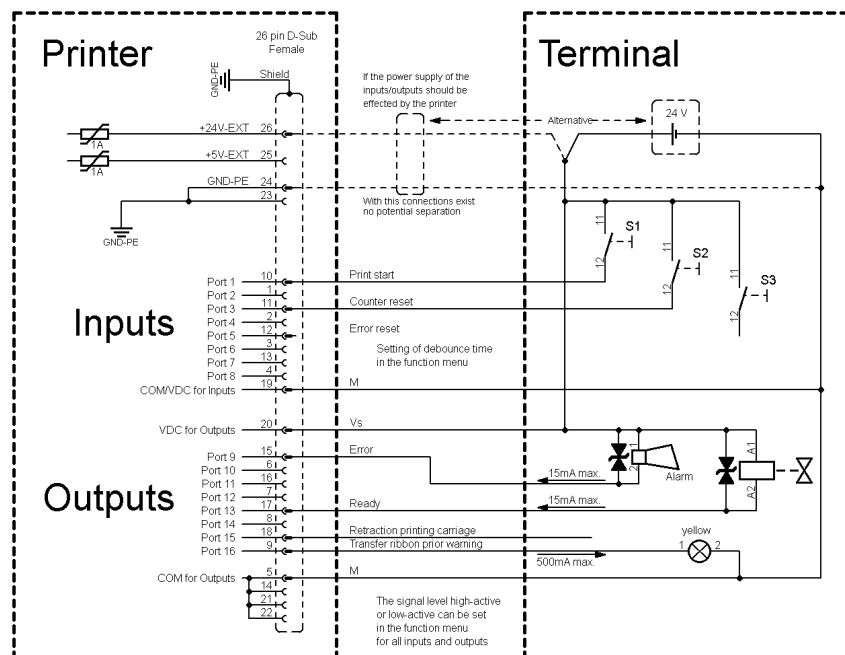 Printer
26 pin D-Sub
Female
Terminal
GND-PE
Shield
If the power supply of the
inputs/outputs should be
effected by the printer
Alternative
24 V
+24V-EXT 26
1A
+5V-EXT 25
1A
GND-PE 24
23
GND-PE
With this connections exist
no potential separation
11
S1
12
11
S2
12
11
S3
12
Inputs
Port 1 10 Print start
Port 2 1
Port 3 11 Counter reset
Port 4 2
Port 5 12 Error reset
Port 6 3
Port 7 13
Port 8 4
Setting of debounce time
in the function menu
COM/VDC for Inputs 19 M
VDC for Outputs 20 Vs
Outputs
Port 9 15 Error
Port 10 6
Port 11 16
Port 12 7
Port 13 17 Ready
Port 14 8
Port 15 18 Retraction printing carriage
Port 16 9 Transfer ribbon prior warning
15mA max.
15mA max.
500mA max.
1
2
Alarm
A1
A2
yellow
1 2
COM for Outputs 5 M
14
21
22
The signal level high-active
or low-active can be set
in the function menu
for all inputs and outputs